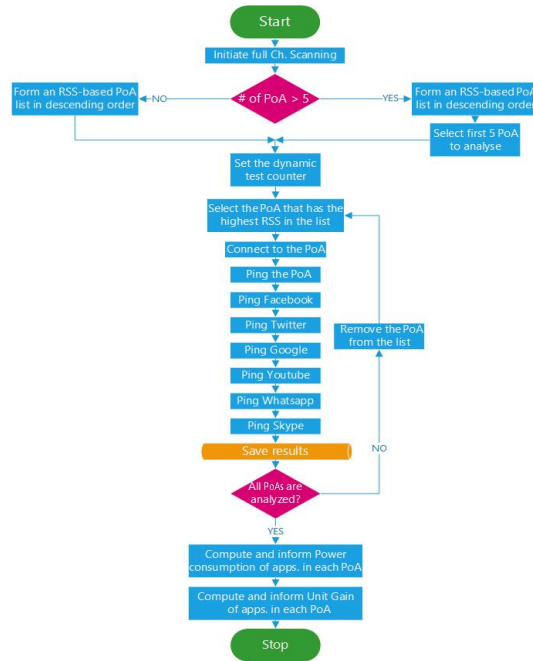 Start
Initiate full Ch. Scanning
# of PoA > 5
NO
YES
Form an RSS-based PoA
list in descending order
Form an RSS-based PoA
list in descending order
Select first 5 PoA
to analyse
Set the dynamic
test counter
Select the PoA that has the
highest RSS in the list
Connect to the PoA
Ping the PoA
Ping Facebook
Ping Twitter
Ping Google
Ping Youtube
Ping Whatsapp
Ping Skype
Save results
Remove the PoA
from the list
NO
All PoAs are
analyzed?
YES
Compute and inform Power
consumption of apps. in each PoA
Compute and inform Unit Gain
of apps. in each PoA
Stop